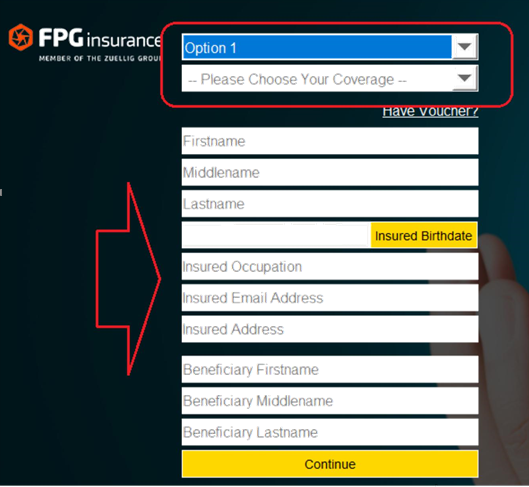 FPG insurance
MEMBER OF THE ZUELLIG GROUP
Option 1
-- Please Choose Your Coverage --
Have Voucher?
Firstname
Middlename
Lastname
Insured Birthdate
Insured Occupation
Insured Email Address
Insured Address
Beneficiary Firstname
Beneficiary Middlename
Beneficiary Lastname
Continue